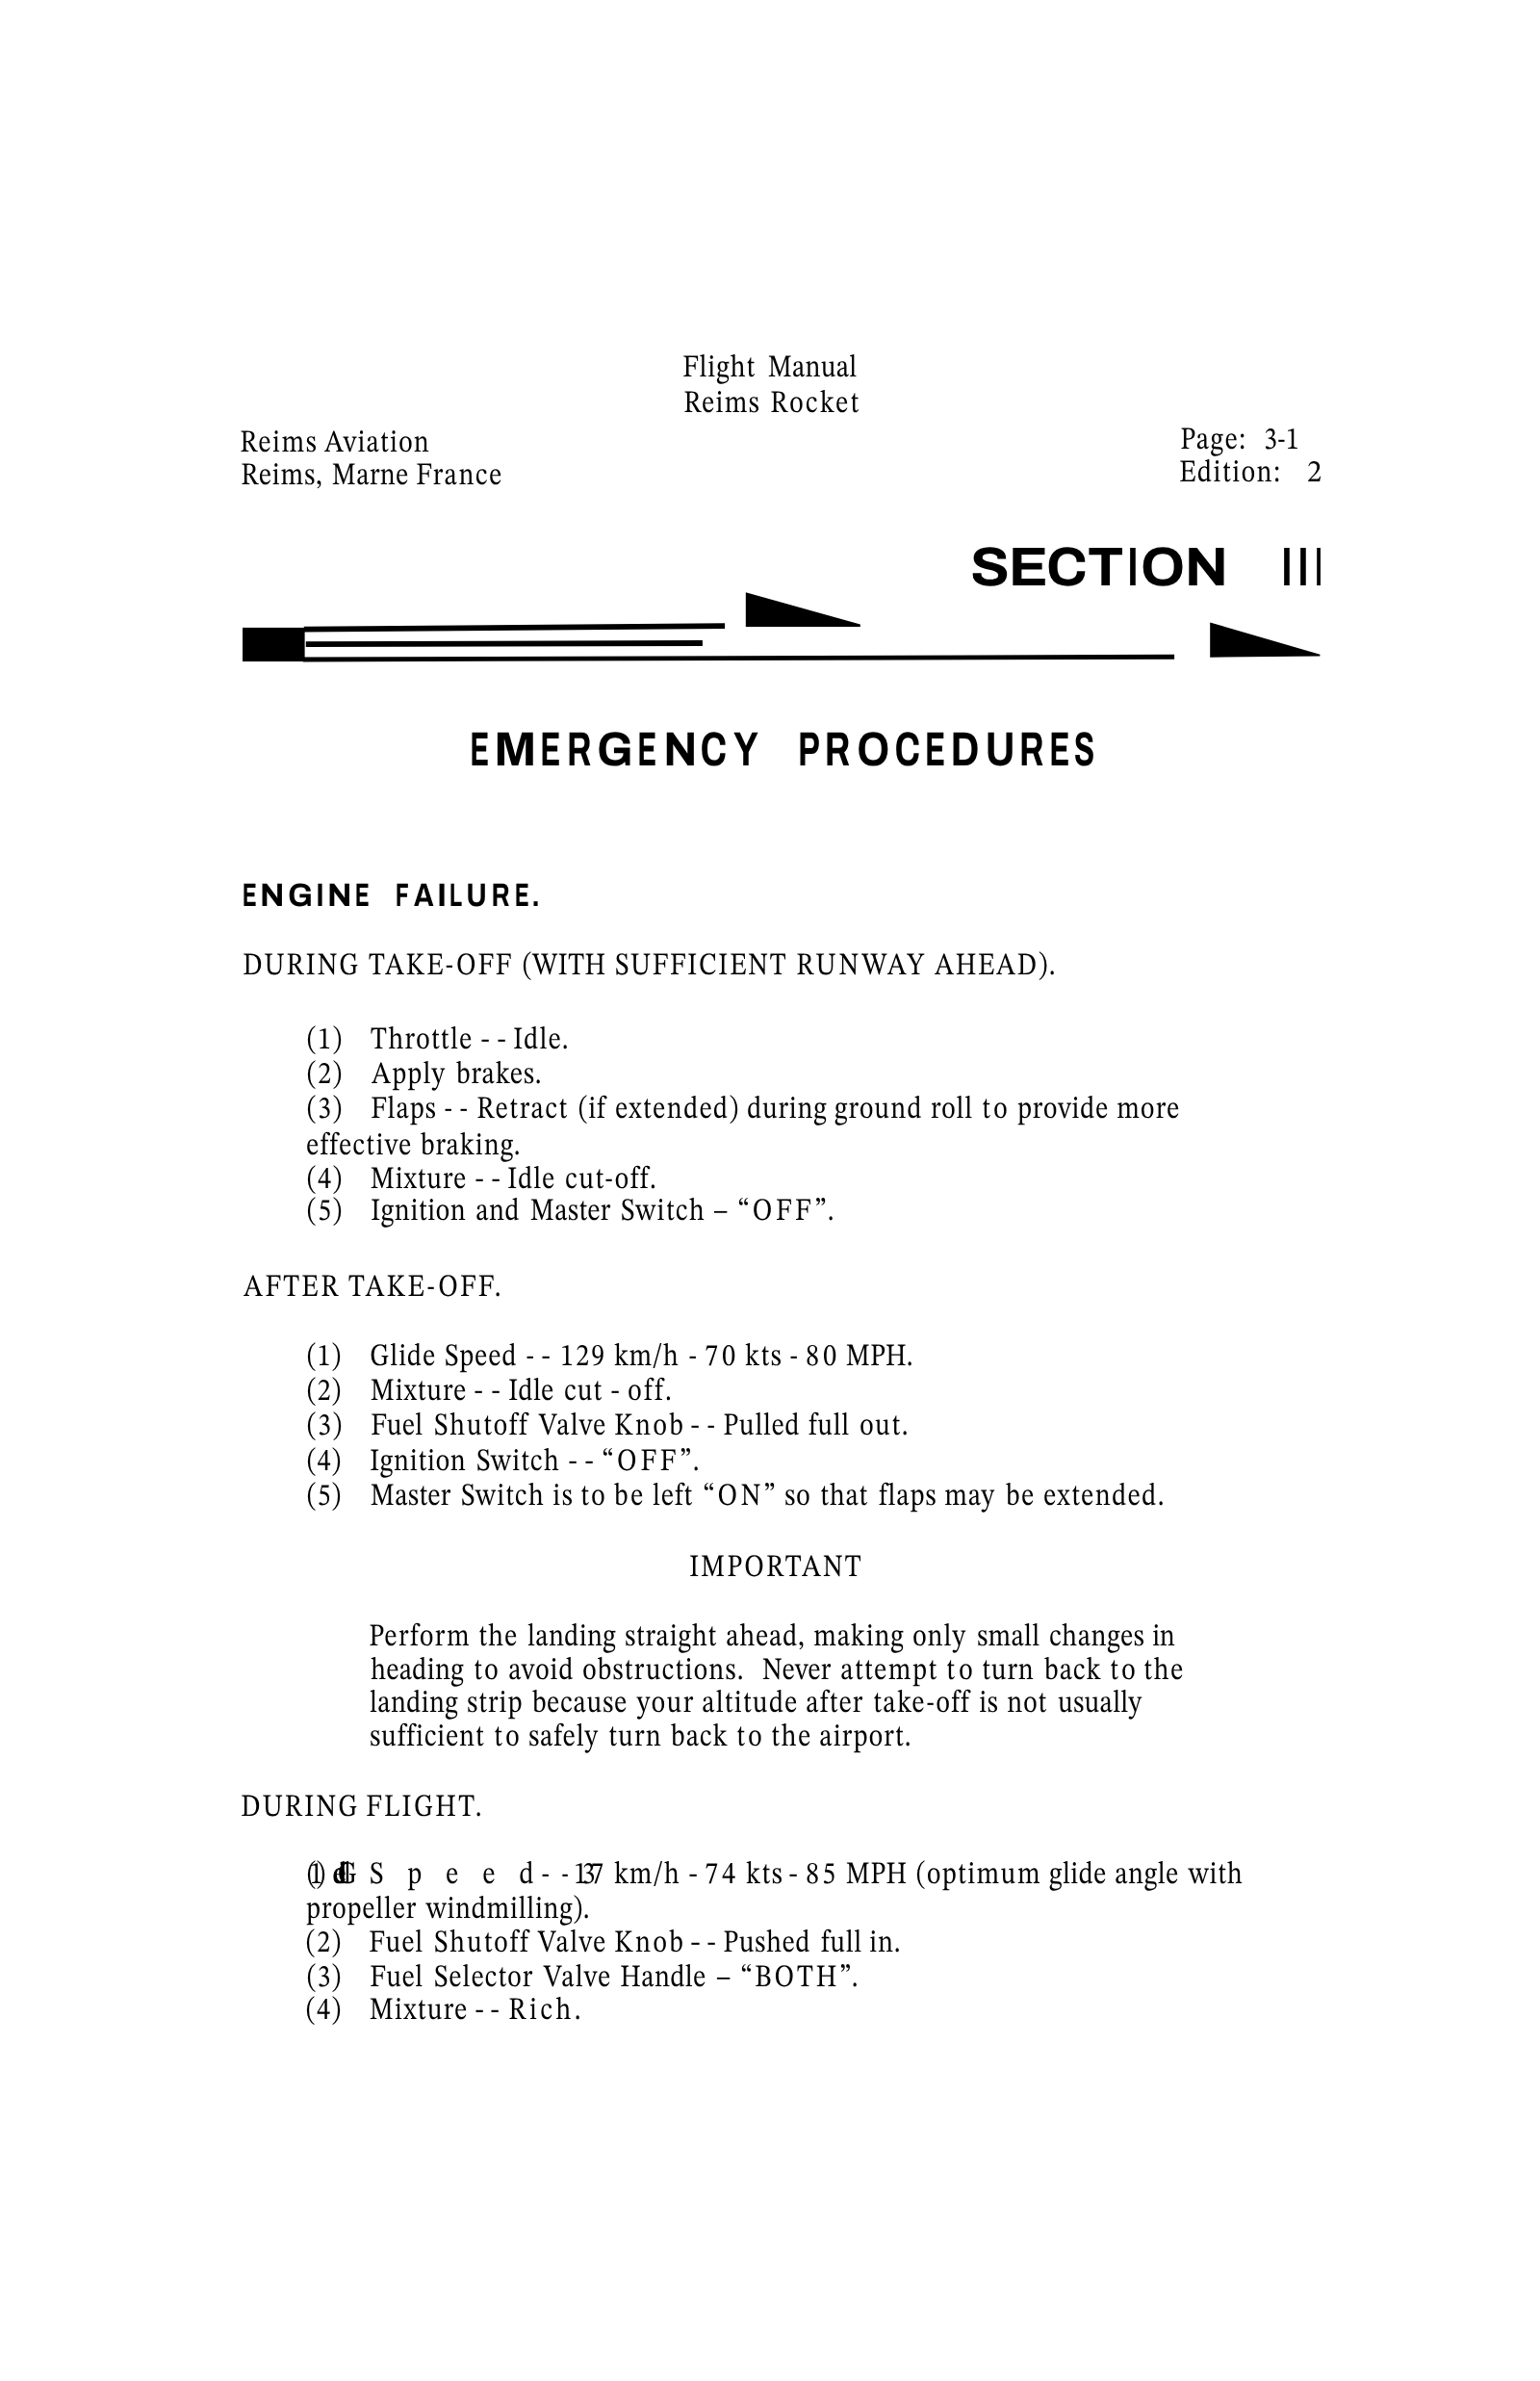 Flight Manual
Reims Rocket
Reims Aviation
Reims, Marne France
Page: 3-1
Edition: 2
SECTION III
EMERGENCY PROCEDURES
ENGINE FAILURE.
DURING TAKE-OFF (WITH SUFFICIENT RUNWAY AHEAD).
(1) Throttle - - Idle.
(2) Apply brakes.
(3) Flaps - - Retract (if extended) during ground roll to provide more
effective braking.
(4) Mixture - - Idle cut-off.
(5) Ignition and Master Switch – “OFF”.
AFTER TAKE-OFF.
(1) Glide Speed - - 129 km/h - 70 kts - 80 MPH.
(2) Mixture - - Idle cut - off.
(3) Fuel Shutoff Valve Knob - - Pulled full out.
(4) Ignition Switch - - “OFF”.
(5) Master Switch is to be left “ON” so that flaps may be extended.
IMPORTANT
Perform the landing straight ahead, making only small changes in
heading to avoid obstructions. Never attempt to turn back to the
landing strip because your altitude after take-off is not usually
sufficient to safely turn back to the airport.
DURING FLIGHT.
(1) Speed - - 137 km/h - 74 kts - 85 MPH (optimum glide angle with
propeller windmilling).
(2) Fuel Shutoff Valve Knob - - Pushed full in.
(3) Fuel Selector Valve Handle – “BOTH”.
(4) Mixture - - Rich.